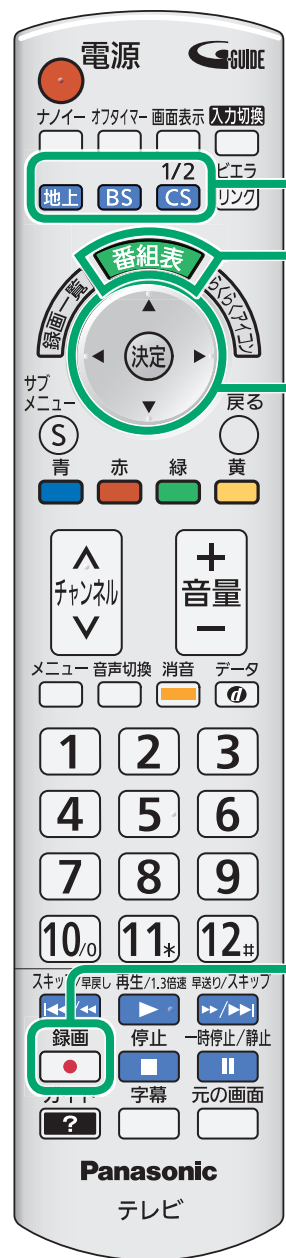 電源 G-GUIDE
ナノイー オフタイマー 画面表示 入力切換
1/2 ビエラ
地上 BS CS リンク
番組表
録画一覧 らくらくアイコン
決定
サブ
メニュー 戻る
S
青 赤 緑 黄
チャンネル
+
音量
-
メニュー 音声切換 消音 データ
d
1 2 3
4 5 6
7 8 9
10/0 11* 12#
スキップ/早戻し 再生/1.3倍速 早送り/スキップ
録画 停止 一時停止/静止
ガイド 字幕 元の画面
?
Panasonic
テレビ